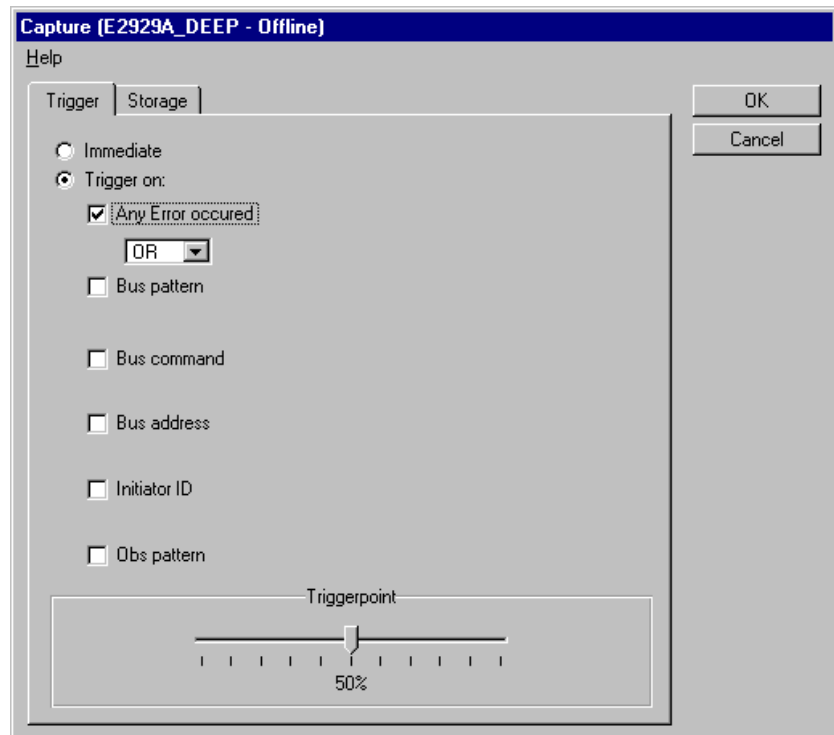 Capture (E2929A_DEEP - Offline)
Help
Trigger
Storage
OK
Cancel
Immediate
Trigger on:
Any Error occured
OR
Bus pattern
Bus command
Bus address
Initiator ID
Obs pattern
Triggerpoint
50%